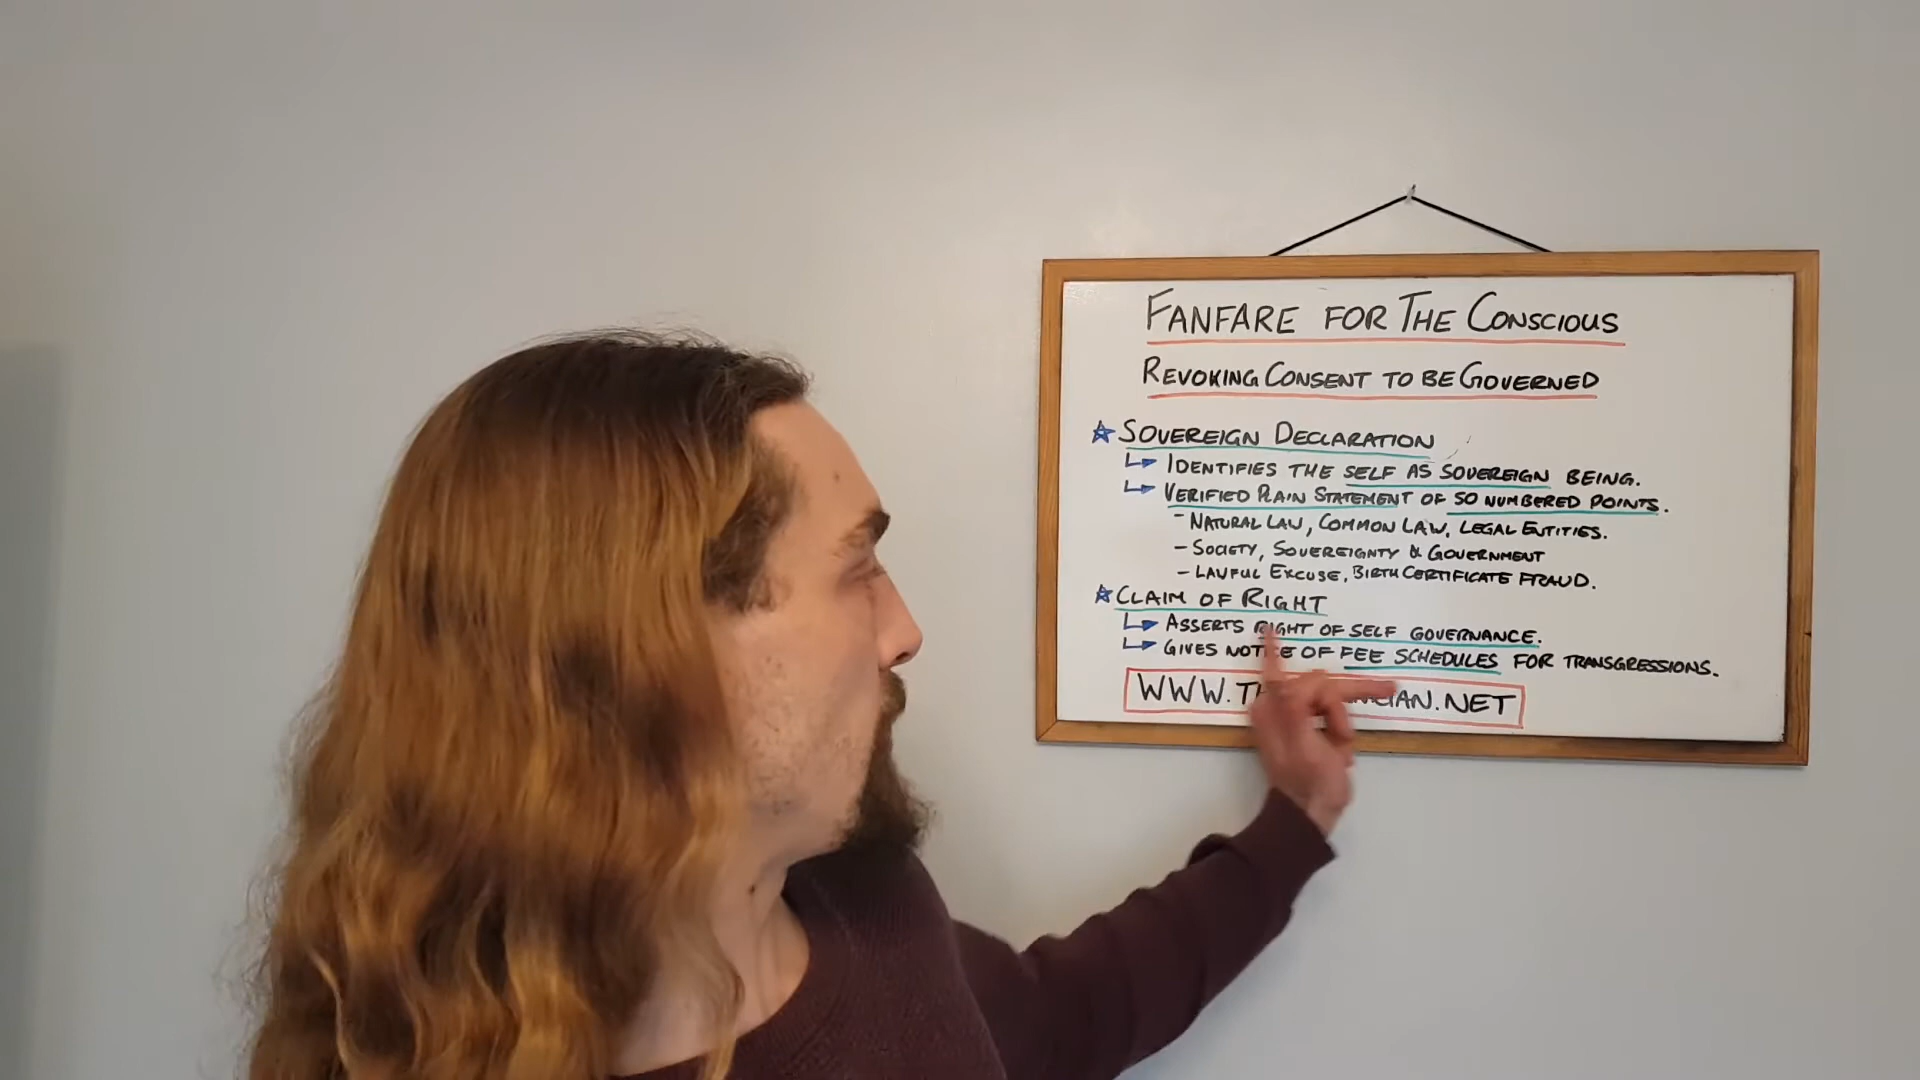 FANFARE FOR THE CONSCIOUS
REVOKING CONSENT TO BE GOVERNED
SOVEREIGN DECLARATION
IDENTIFIES THE SELF AS SOVEREIGN BEING.
VERIFIED PLAIN STATEMENT OF 50 NUMBERED POINTS.
- NATURAL LAW, COMMON LAW, LEGAL ENTITIES.
- SOCIETY, SOVEREIGNTY & GOVERNMENT
- LAWFUL EXCUSE, BIRTH CERTIFICATE FRAUD.
CLAIM OF RIGHT
ASSERTS RIGHT OF SELF GOVERNANCE.
GIVES NOTICE OF FEE SCHEDULES FOR TRANSGRESSIONS.